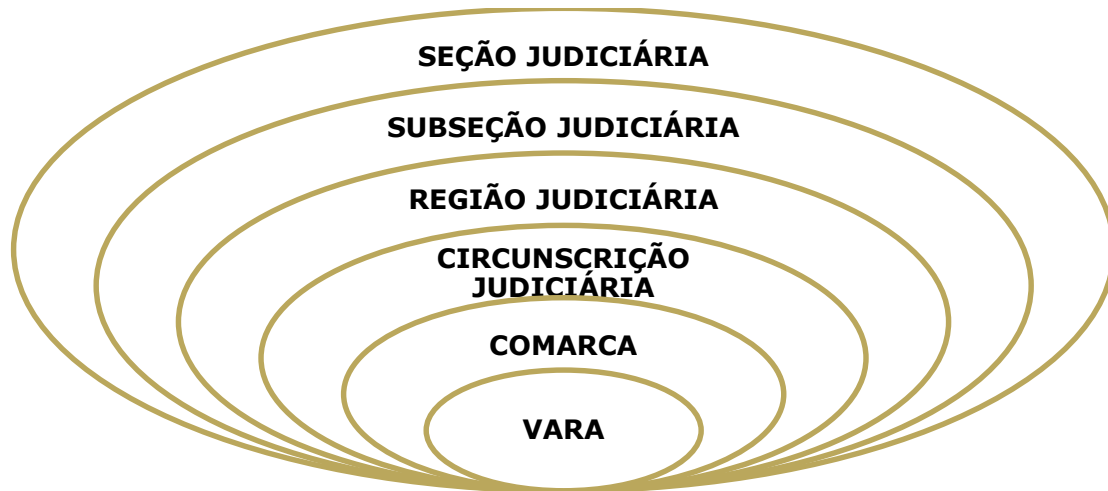 SEÇÃO JUDICIÁRIA
SUBSEÇÃO JUDICIÁRIA
REGIÃO JUDICIÁRIA
CIRCUNSCRIÇÃO
JUDICIÁRIA
COMARCA
VARA